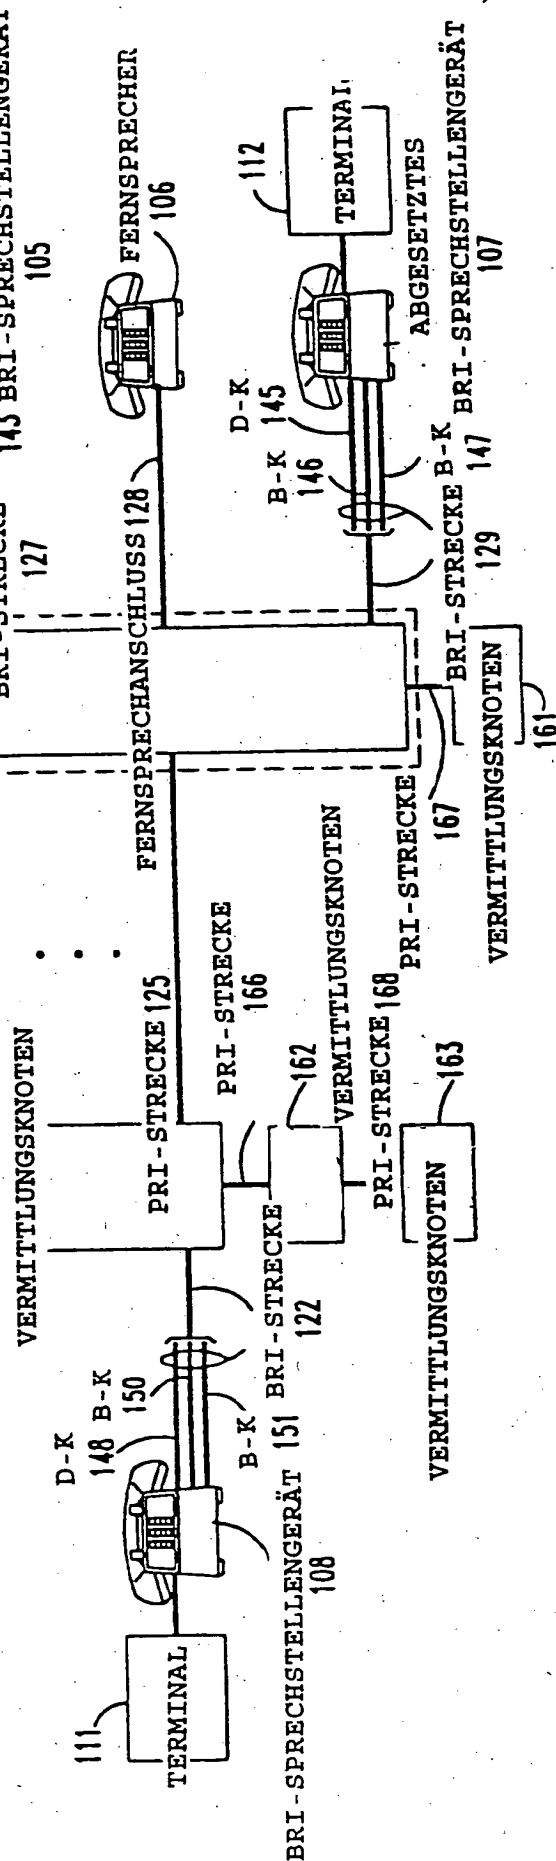 BRI-STRECKE
127
143 BRI-SPRECHSTELLENGERÄT
105
FERNSPRECHER
106
FERNSPRECHANSCHLUSS 128
112
TERMINAL
D-K
145
B-K
146
B-K
147
ABGESETZTES
BRI-SPRECHSTELLENGERÄT
107
BRI-STRECKE
129
VERMITTLUNGSKNOTEN
161
PRI-STRECKE
167
VERMITTLUNGSKNOTEN
PRI-STRECKE 125
PRI-STRECKE
166
162
VERMITTLUNGSKNOTEN
PRI-STRECKE 168
163
VERMITTLUNGSKNOTEN
D-K
148
B-K
150
B-K
151
BRI-STRECKE
122
111
TERMINAL
BRI-SPRECHSTELLENGERÄT
108